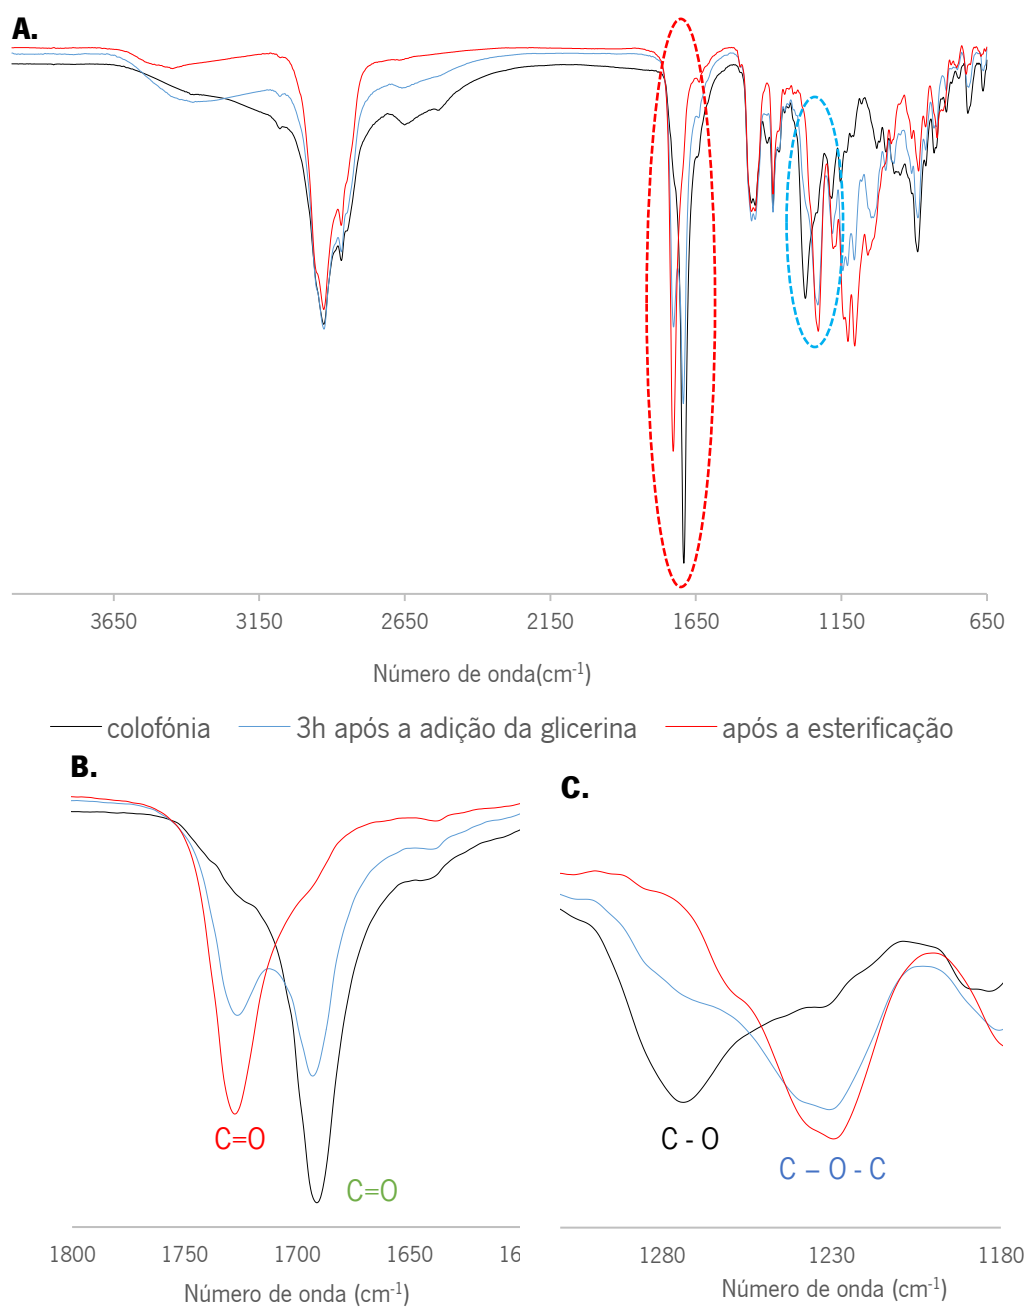 A.
3650 3150 2650 2150 1650 1150 650
Número de onda(cm⁻¹)
colofónia 3h após a adição da glicerina após a esterificação
B.
C.
C=O
C=O
C - O
C – O - C
1800 1750 1700 1650 16
Número de onda (cm⁻¹)
1280 1230 1180
Número de onda (cm⁻¹)